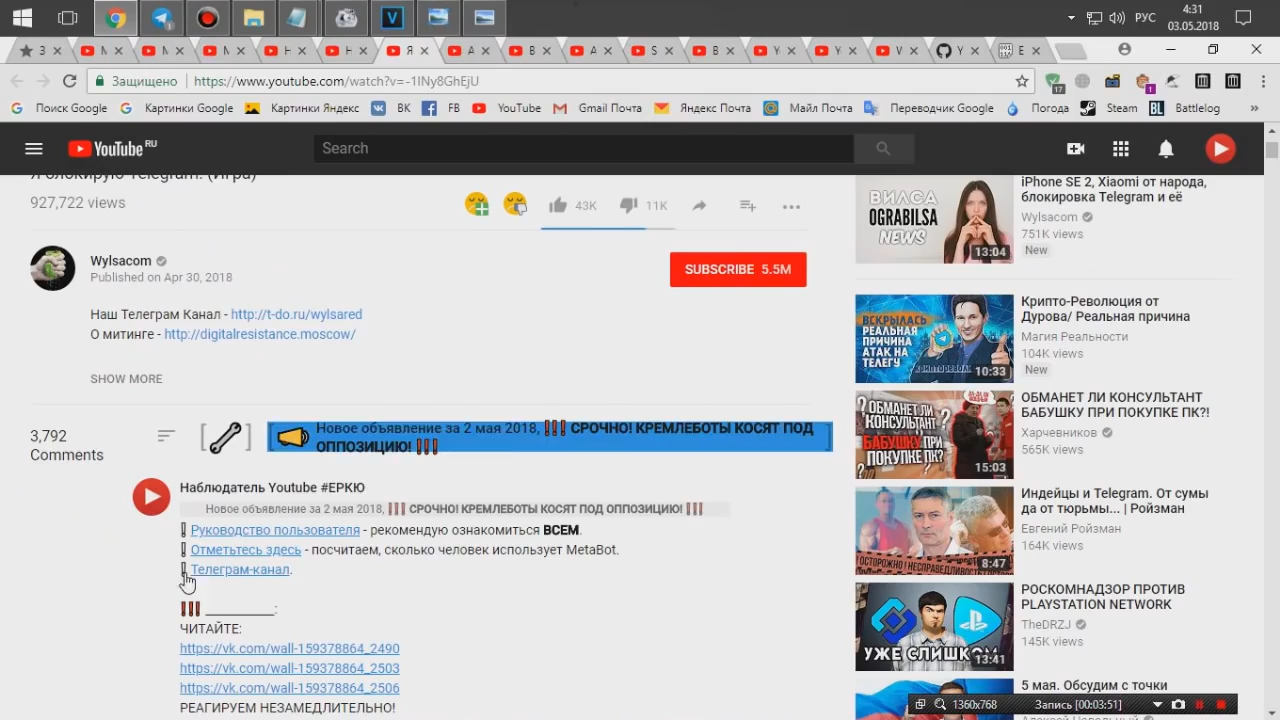 РУС
4:31
03.05.2018
Защищено
https://www.youtube.com/watch?v=-1INy8GhEjU
17
1
Поиск Google
Картинки Google
Картинки Яндекс
ВК
FB
YouTube
Gmail Почта
Яндекс Почта
Майл Почта
Переводчик Google
Погода
Steam
BL Battlelog
»
YouTube RU
Search
Я блокирую Telegram. (Игра)
927,722 views
43K
11K
Wylsacom
Published on Apr 30, 2018
SUBSCRIBE 5.5M
Наш Телеграм Канал - http://t-do.ru/wylsared
О митинге - http://digitalresistance.moscow/
SHOW MORE
3,792
Comments
Новое объявление за 2 мая 2018, !!! СРОЧНО! КРЕМЛЕБОТЫ КОСЯТ ПОД
ОППОЗИЦИЮ! !!!
Наблюдатель Youtube #ЕРКЮ
Новое объявление за 2 мая 2018, !!! СРОЧНО! КРЕМЛЕБОТЫ КОСЯТ ПОД ОППОЗИЦИЮ! !!!
! Руководство пользователя - рекомендую ознакомиться ВСЕМ.
! Отметьтесь здесь - посчитаем, сколько человек использует MetaBot.
! Телеграм-канал.
!!! __________:
ЧИТАЙТЕ:
https://vk.com/wall-159378864_2490
https://vk.com/wall-159378864_2503
https://vk.com/wall-159378864_2506
РЕАГИРУЕМ НЕЗАМЕДЛИТЕЛЬНО!
ВИЛСА
OGRABILSA
NEWS
13:04
iPhone SE 2, Xiaomi от народа,
блокировка Telegram и её
Wylsacom
751K views
New
ВСКРЫЛАСЬ
РЕАЛЬНАЯ
ПРИЧИНА
АТАК НА
ТЕЛЕГУ
10:33
Крипто-Революция от
Дурова/ Реальная причина
Магия Реальности
104K views
New
ОБМАНЕТ ЛИ
КОНСУЛЬТАНТ
БАБУШКУ ПРИ
ПОКУПКЕ ПК?
15:03
ОБМАНЕТ ЛИ КОНСУЛЬТАНТ
БАБУШКУ ПРИ ПОКУПКЕ ПК?!
Харчевников
565K views
8:47
Индейцы и Telegram. От сумы
да от тюрьмы... | Ройзман
Евгений Ройзман
164K views
УЖЕ СЛИШКОМ
13:41
РОСКОМНАДЗОР ПРОТИВ
PLAYSTATION NETWORK
TheDRZJ
145K views
5 мая. Обсудим с точки
Алексей Навальный
1360x768
Запись [00:03:51]